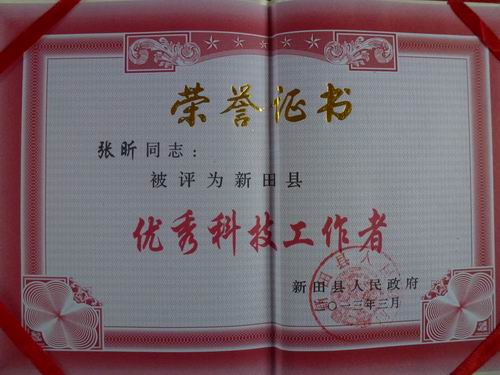 荣誉证书
张昕同志：
被评为新田县
优秀科技工作者
新田县人民政府
二〇一三年三月